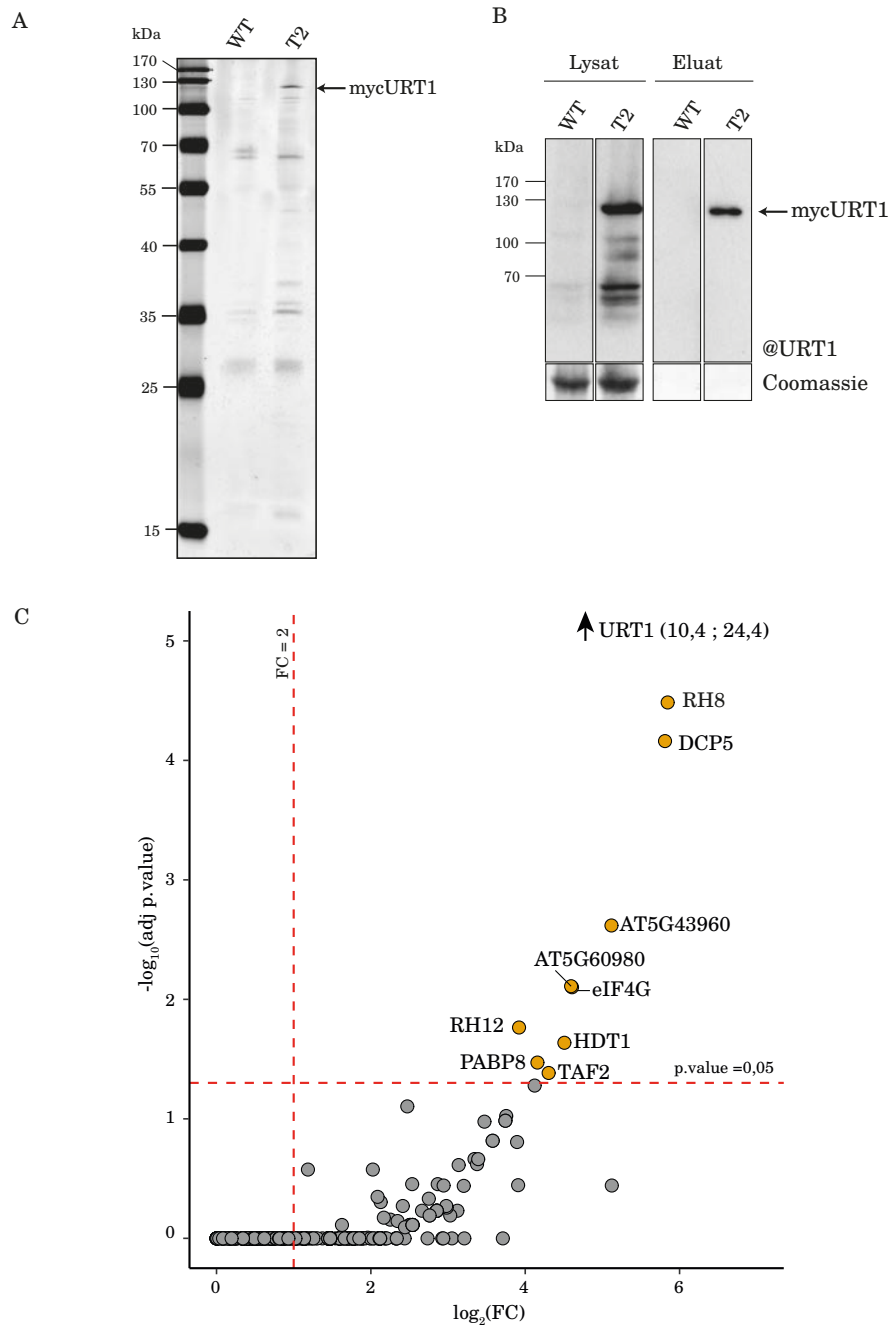 A
kDa
WT
T2
170
130
100
70
55
40
35
25
15
mycURT1
B
Lysat
Eluat
WT
T2
WT
T2
kDa
170
130
100
70
mycURT1
@URT1
Coomassie
C
5
4
3
2
1
0
-log10(adj p.value)
FC = 2
URT1 (10,4 ; 24,4)
RH8
DCP5
AT5G43960
AT5G60980
eIF4G
RH12
HDT1
PABP8
TAF2
p.value =0,05
0
2
4
6
log2(FC)